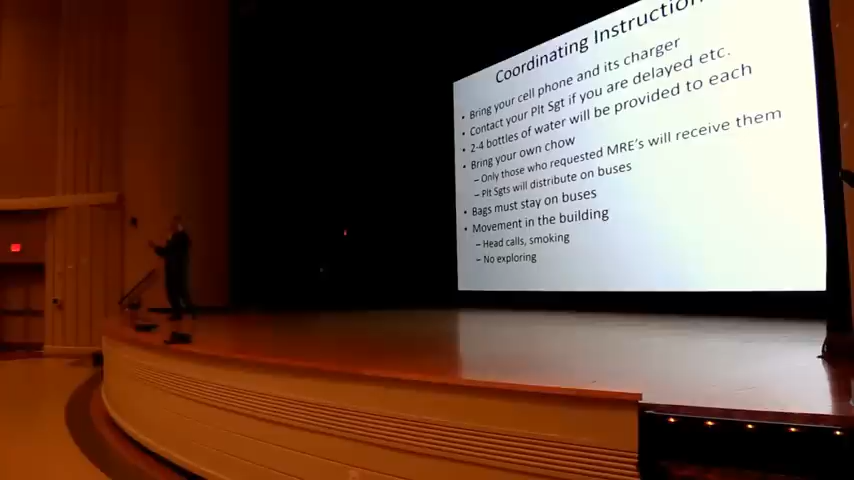 Coordinating Instruction
• Bring your cell phone and its charger
• Contact your Plt Sgt if you are delayed etc.
• 2-4 bottles of water will be provided to each
• Bring your own chow
– Only those who requested MRE's will receive them
– Plt Sgts will distribute on buses
• Bags must stay on buses
• Movement in the building
– Head calls, smoking
– No exploring